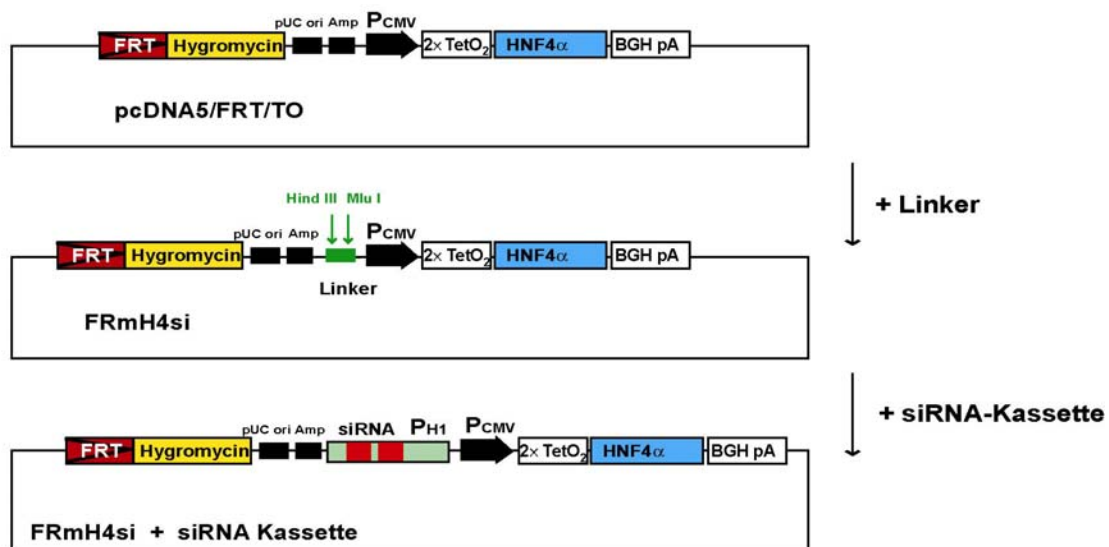 pUC ori Amp PCMV
FRT Hygromycin 2× TetO₂ HNF4α BGH pA
pcDNA5/FRT/TO
+ Linker
Hind III Mlu I
pUC ori Amp PCMV
FRT Hygromycin 2× TetO₂ HNF4α BGH pA
Linker
FRmH4si
+ siRNA-Kassette
pUC ori Amp siRNA PH1 PCMV
FRT Hygromycin 2× TetO₂ HNF4α BGH pA
FRmH4si + siRNA Kassette